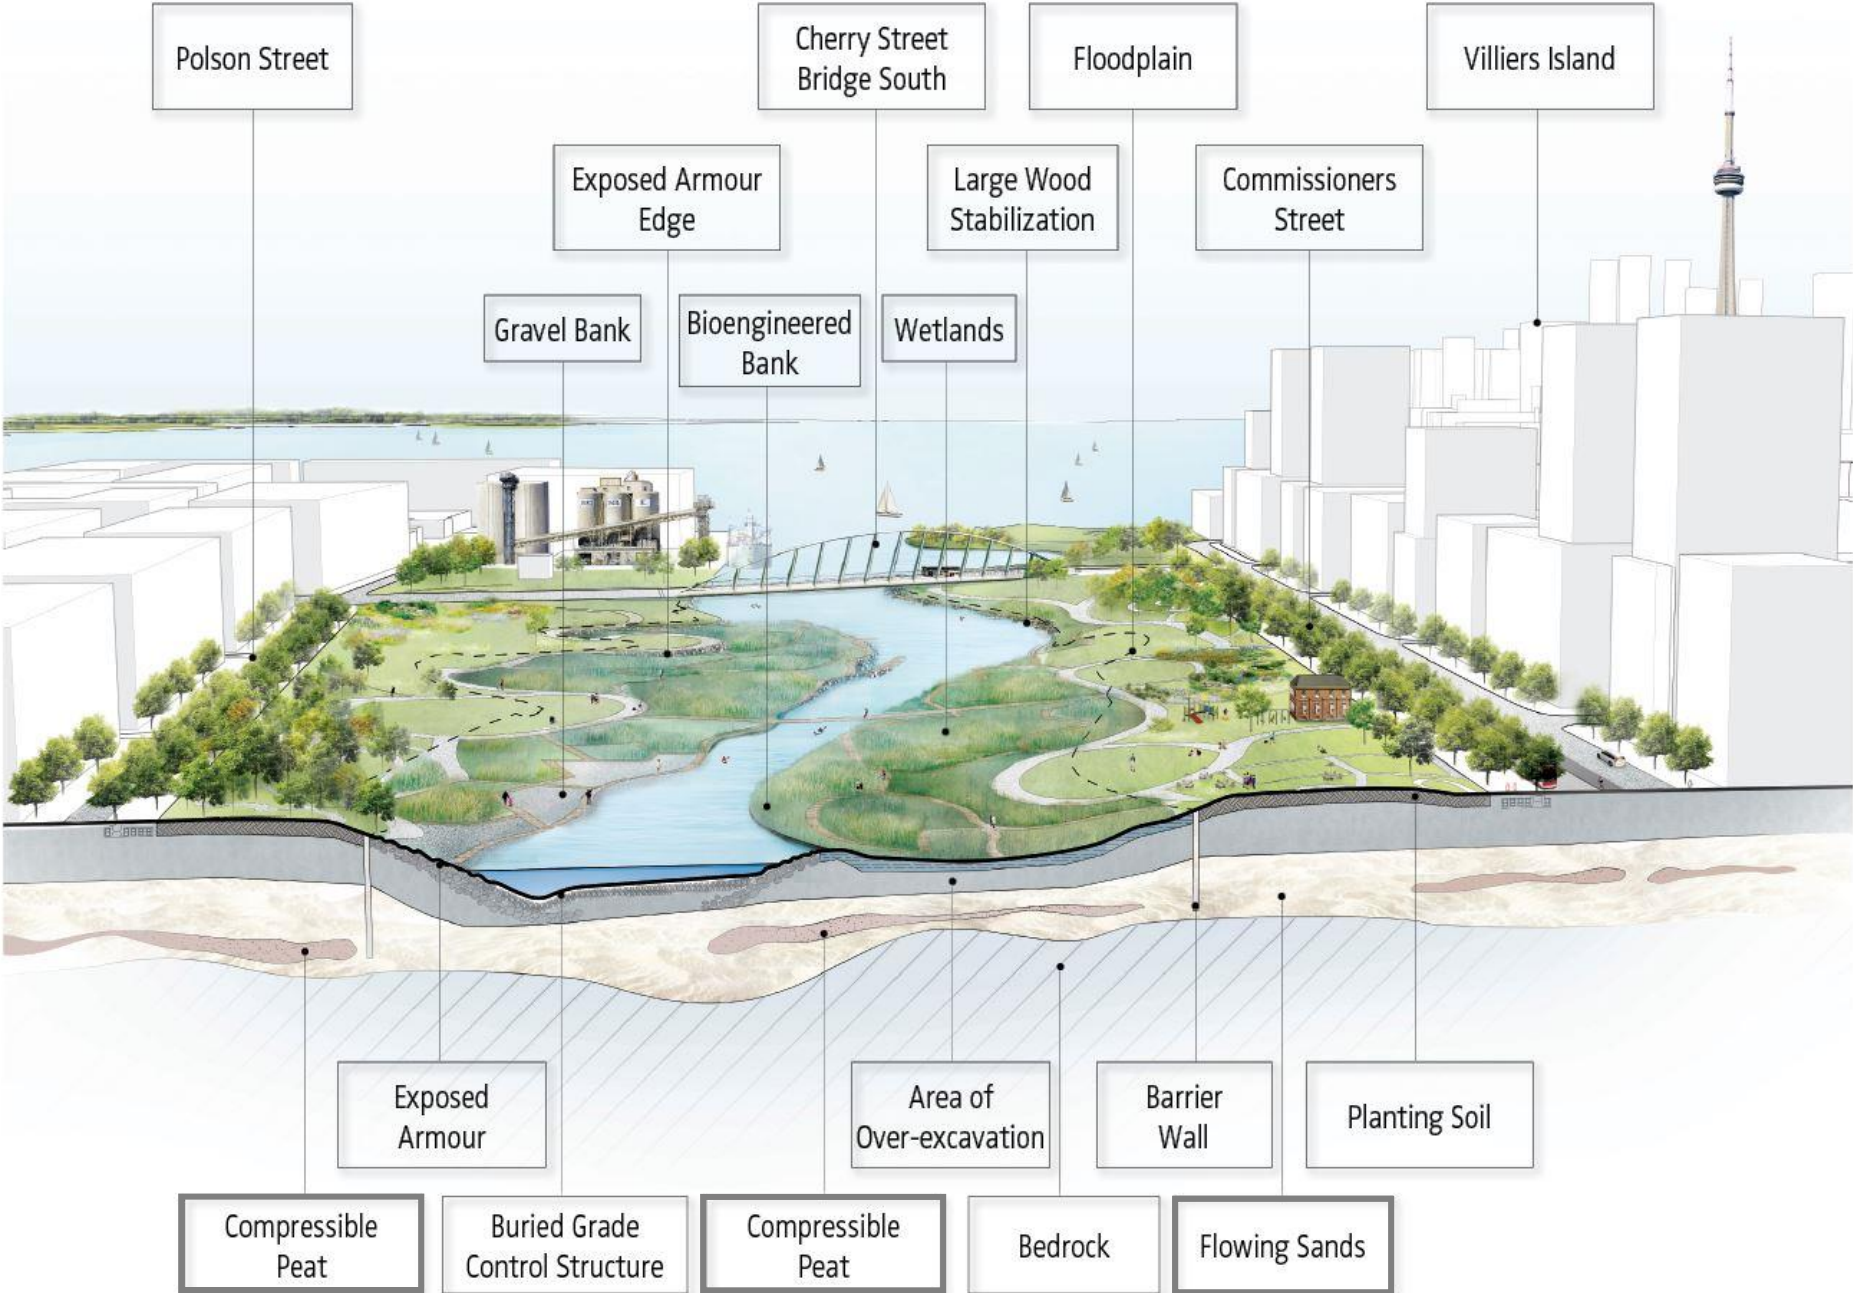 Polson Street
Cherry Street
Bridge South
Floodplain
Villiers Island
Exposed Armour
Edge
Large Wood
Stabilization
Commissioners
Street
Gravel Bank
Bioengineered
Bank
Wetlands
Exposed
Armour
Area of
Over-excavation
Barrier
Wall
Planting Soil
Compressible
Peat
Buried Grade
Control Structure
Compressible
Peat
Bedrock
Flowing Sands